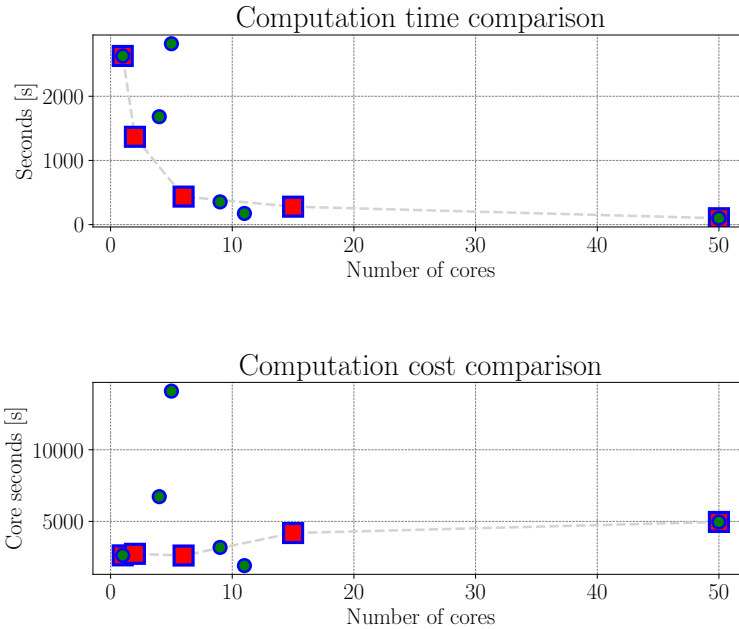 Computation time comparison
Seconds [s]
2000
1000
0
0 10 20 30 40 50
Number of cores
Computation cost comparison
Core seconds [s]
10000
5000
0 10 20 30 40 50
Number of cores